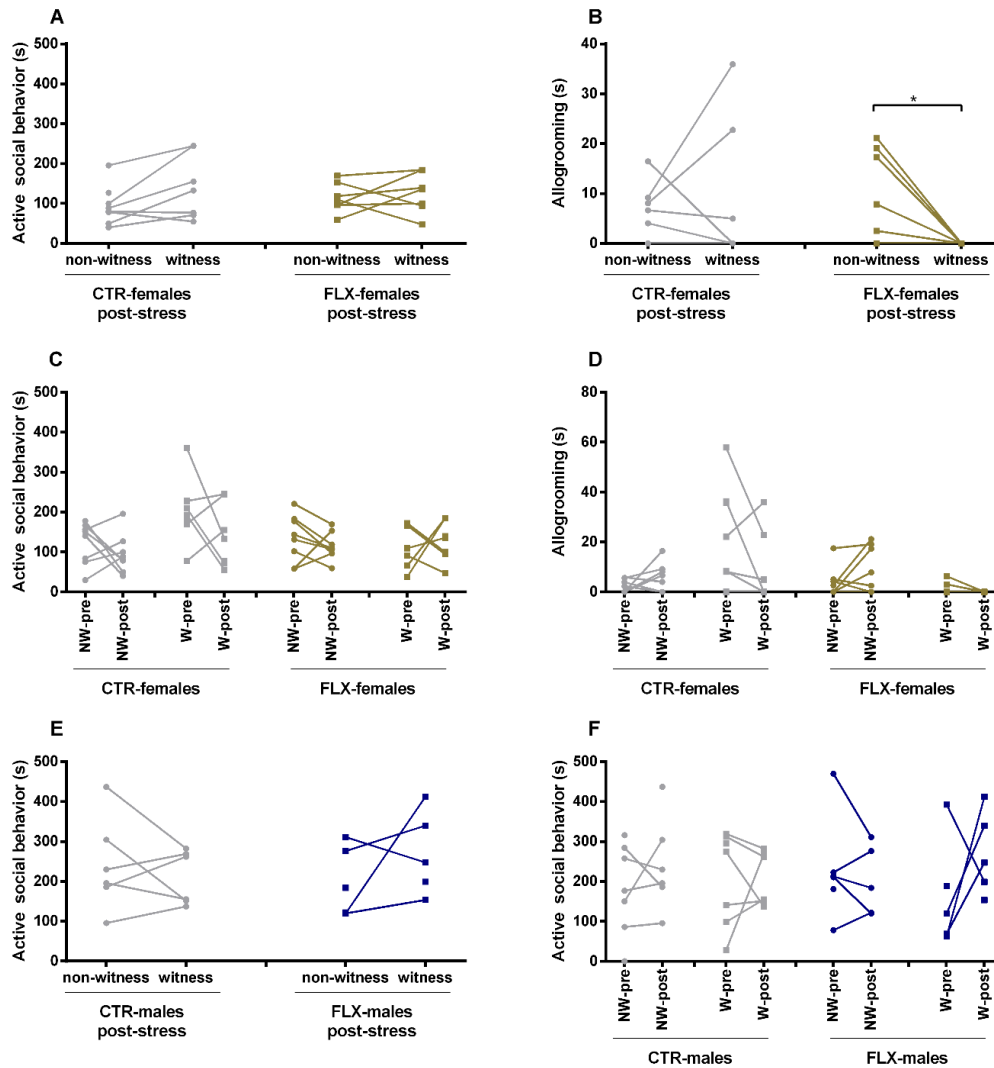 A
Active social behavior (s)
500
400
300
200
100
0
non-witness witness non-witness witness
CTR-females FLX-females
post-stress post-stress
B
Allogrooming (s)
40
30
20
10
0
*
non-witness witness non-witness witness
CTR-females FLX-females
post-stress post-stress
C
Active social behavior (s)
500
400
300
200
100
0
NW-pre NW-post W-pre W-post NW-pre NW-post W-pre W-post
CTR-females FLX-females
D
Allogrooming (s)
80
60
40
20
0
NW-pre NW-post W-pre W-post NW-pre NW-post W-pre W-post
CTR-females FLX-females
E
Active social behavior (s)
500
400
300
200
100
0
non-witness witness non-witness witness
CTR-males FLX-males
post-stress post-stress
F
Active social behavior (s)
500
400
300
200
100
0
NW-pre NW-post W-pre W-post NW-pre NW-post W-pre W-post
CTR-males FLX-males